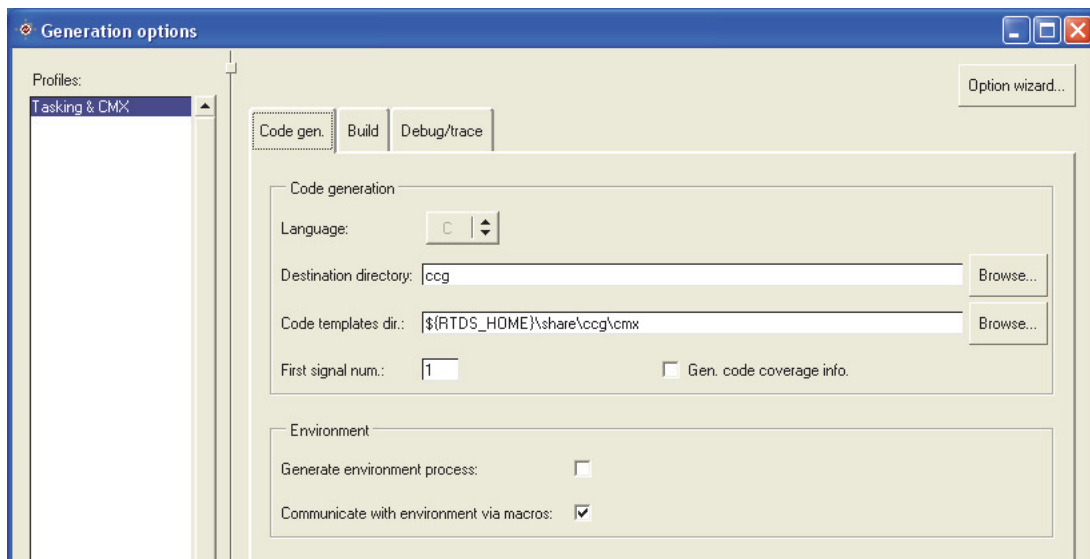 Generation options
Profiles:
Tasking & CMX
Option wizard...
Code gen. Build Debug/trace
Code generation
Language: C
Destination directory: ccg Browse...
Code templates dir.: ${RTDS_HOME}\share\ccg\cmx Browse...
First signal num.: 1 Gen. code coverage info.
Environment
Generate environment process:
Communicate with environment via macros: